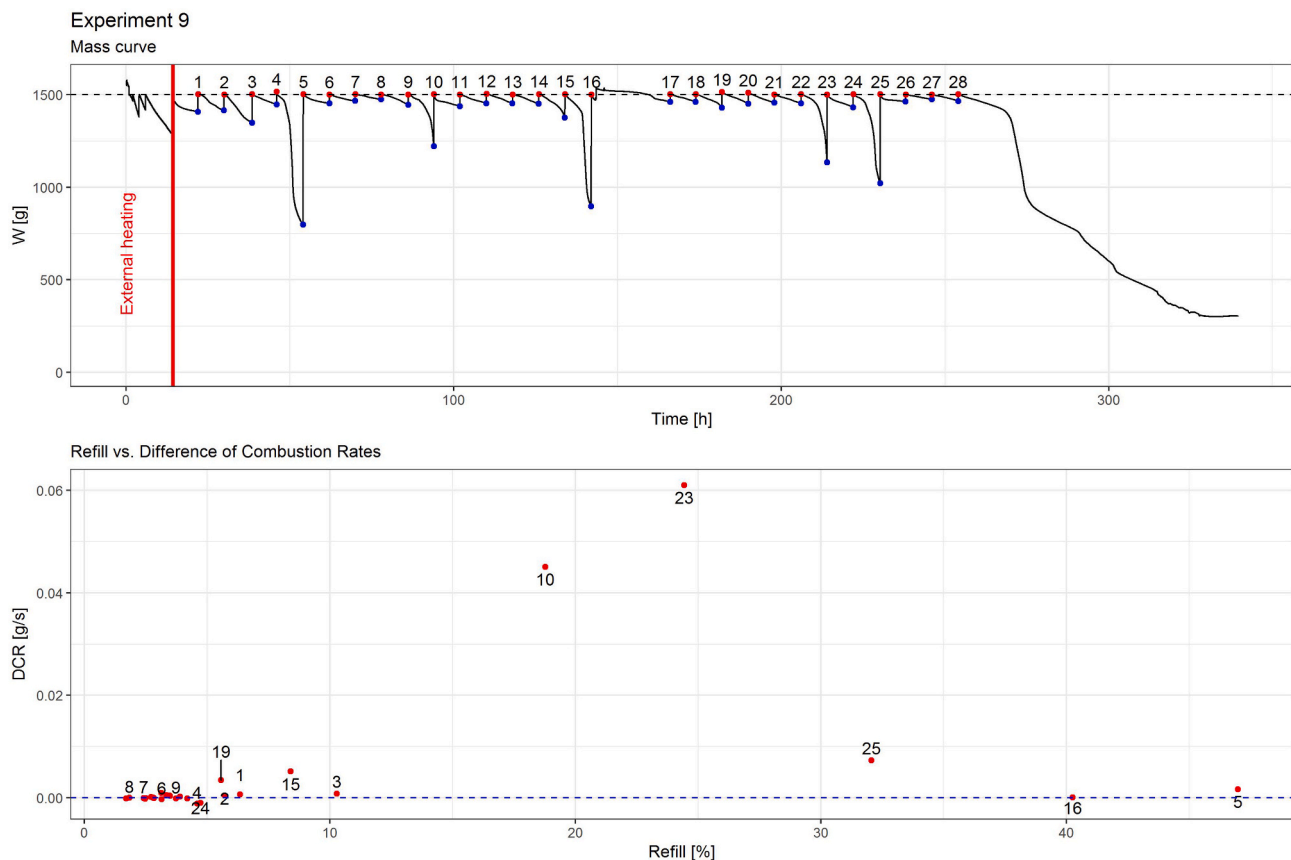 Experiment 9
Mass curve
1 2 3 4 5 6 7 8 9 10 11 12 13 14 15 16 17 18 19 20 21 22 23 24 25 26 27 28
1500
1000
500
0
W [g]
External heating
0 100 200 300
Time [h]
Refill vs. Difference of Combustion Rates
0.06
0.04
0.02
0.00
DCR [g/s]
23
10
25
19
1
15
3
8 7 6 9 4
24
2
16
5
0 10 20 30 40
Refill [%]